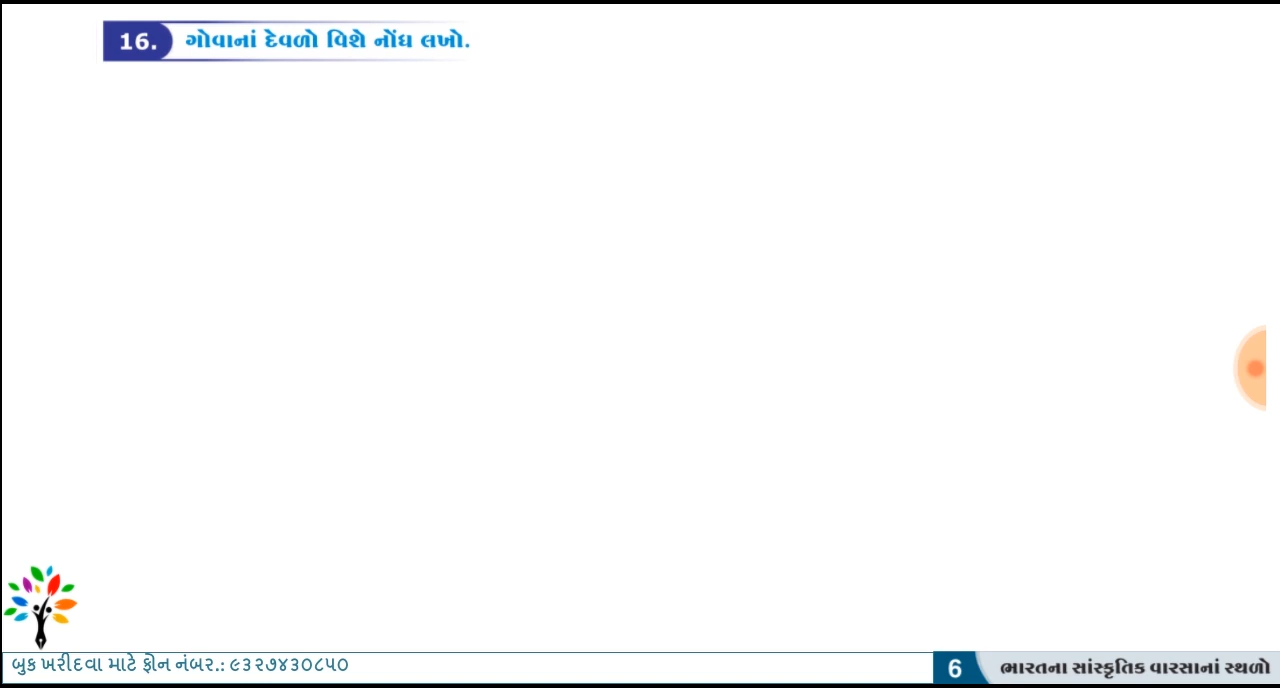 16. ગોવાનાં દેવળો વિશે નોંધ લખો.
બુક ખરીદવા માટે ફોન નંબર.: ૯૩૨૭૪૩૦૮૫૦
6 ભારતના સાંસ્કૃતિક વારસાનાં સ્થળો